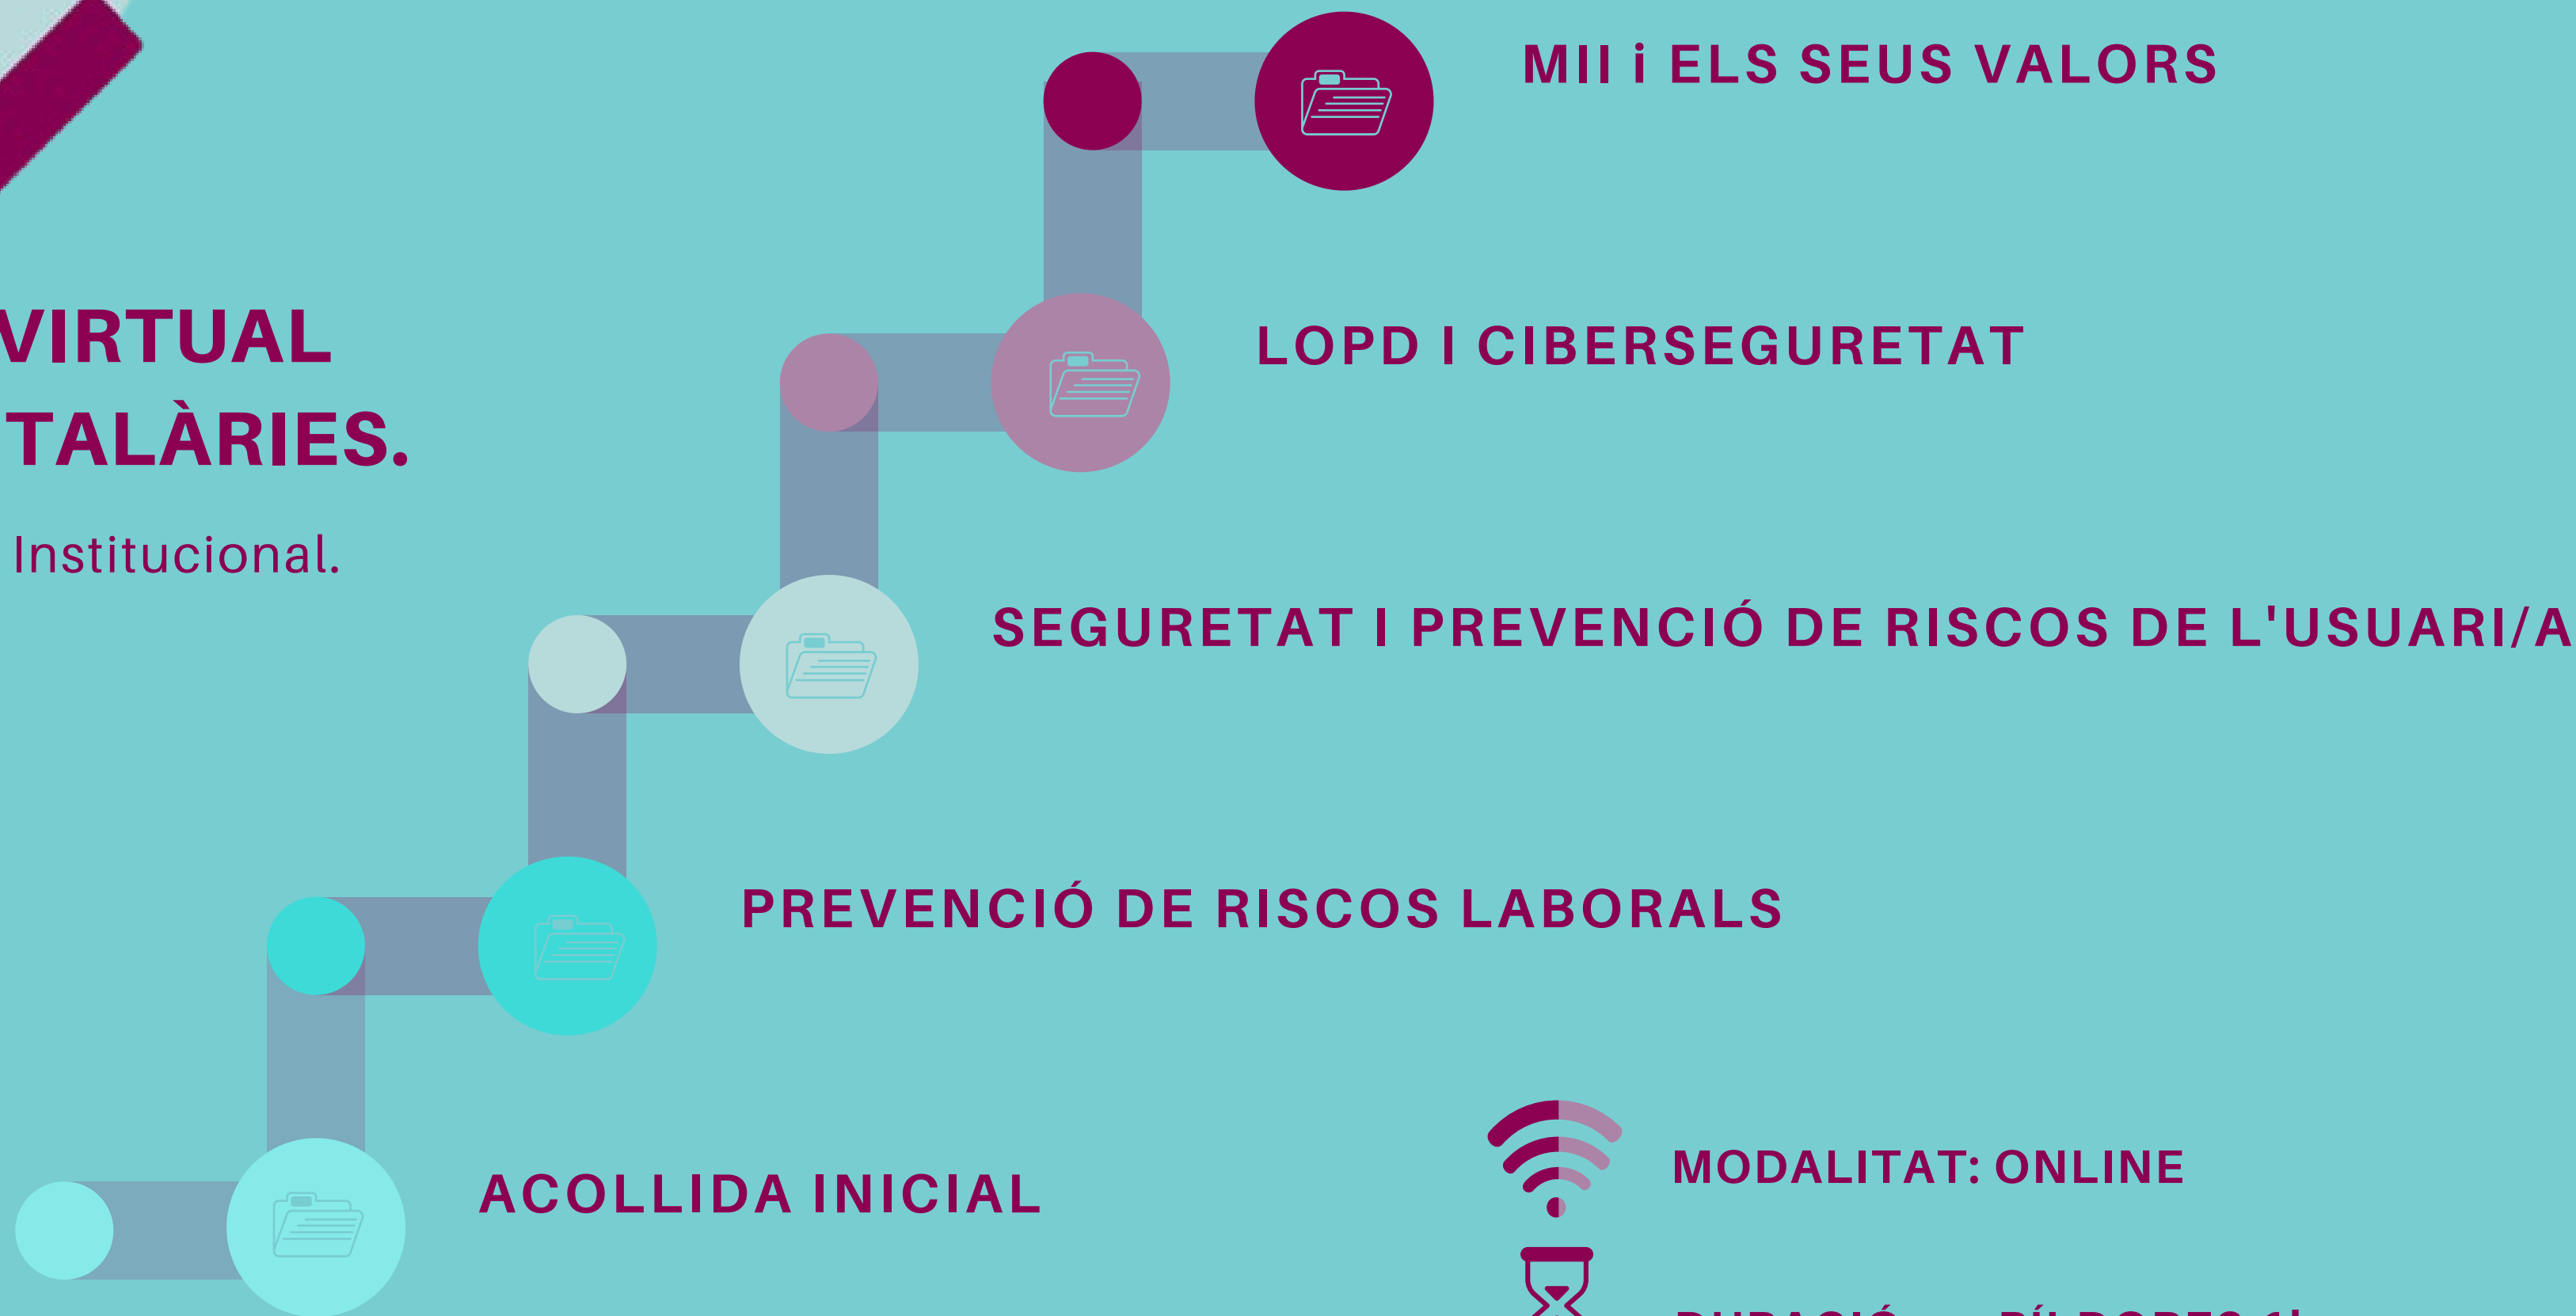 MII i ELS SEUS VALORS
VIRTUAL
TALÀRIES.
LOPD I CIBERSEGURETAT
Institucional.
SEGURETAT I PREVENCIÓ DE RISCOS DE L'USUARI/A
PREVENCIÓ DE RISCOS LABORALS
ACOLLIDA INICIAL
MODALITAT: ONLINE